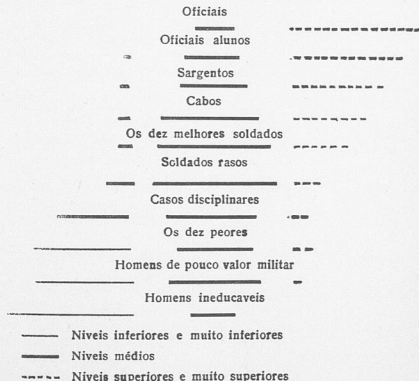 Oficiais
Oficiais alunos
Sargentos
Cabos
Os dez melhores soldados
Soldados rasos
Casos disciplinares
Os dez peores
Homens de pouco valor militar
Homens ineducaveis
Niveis inferiores e muito inferiores
Niveis médios
Niveis superiores e muito superiores